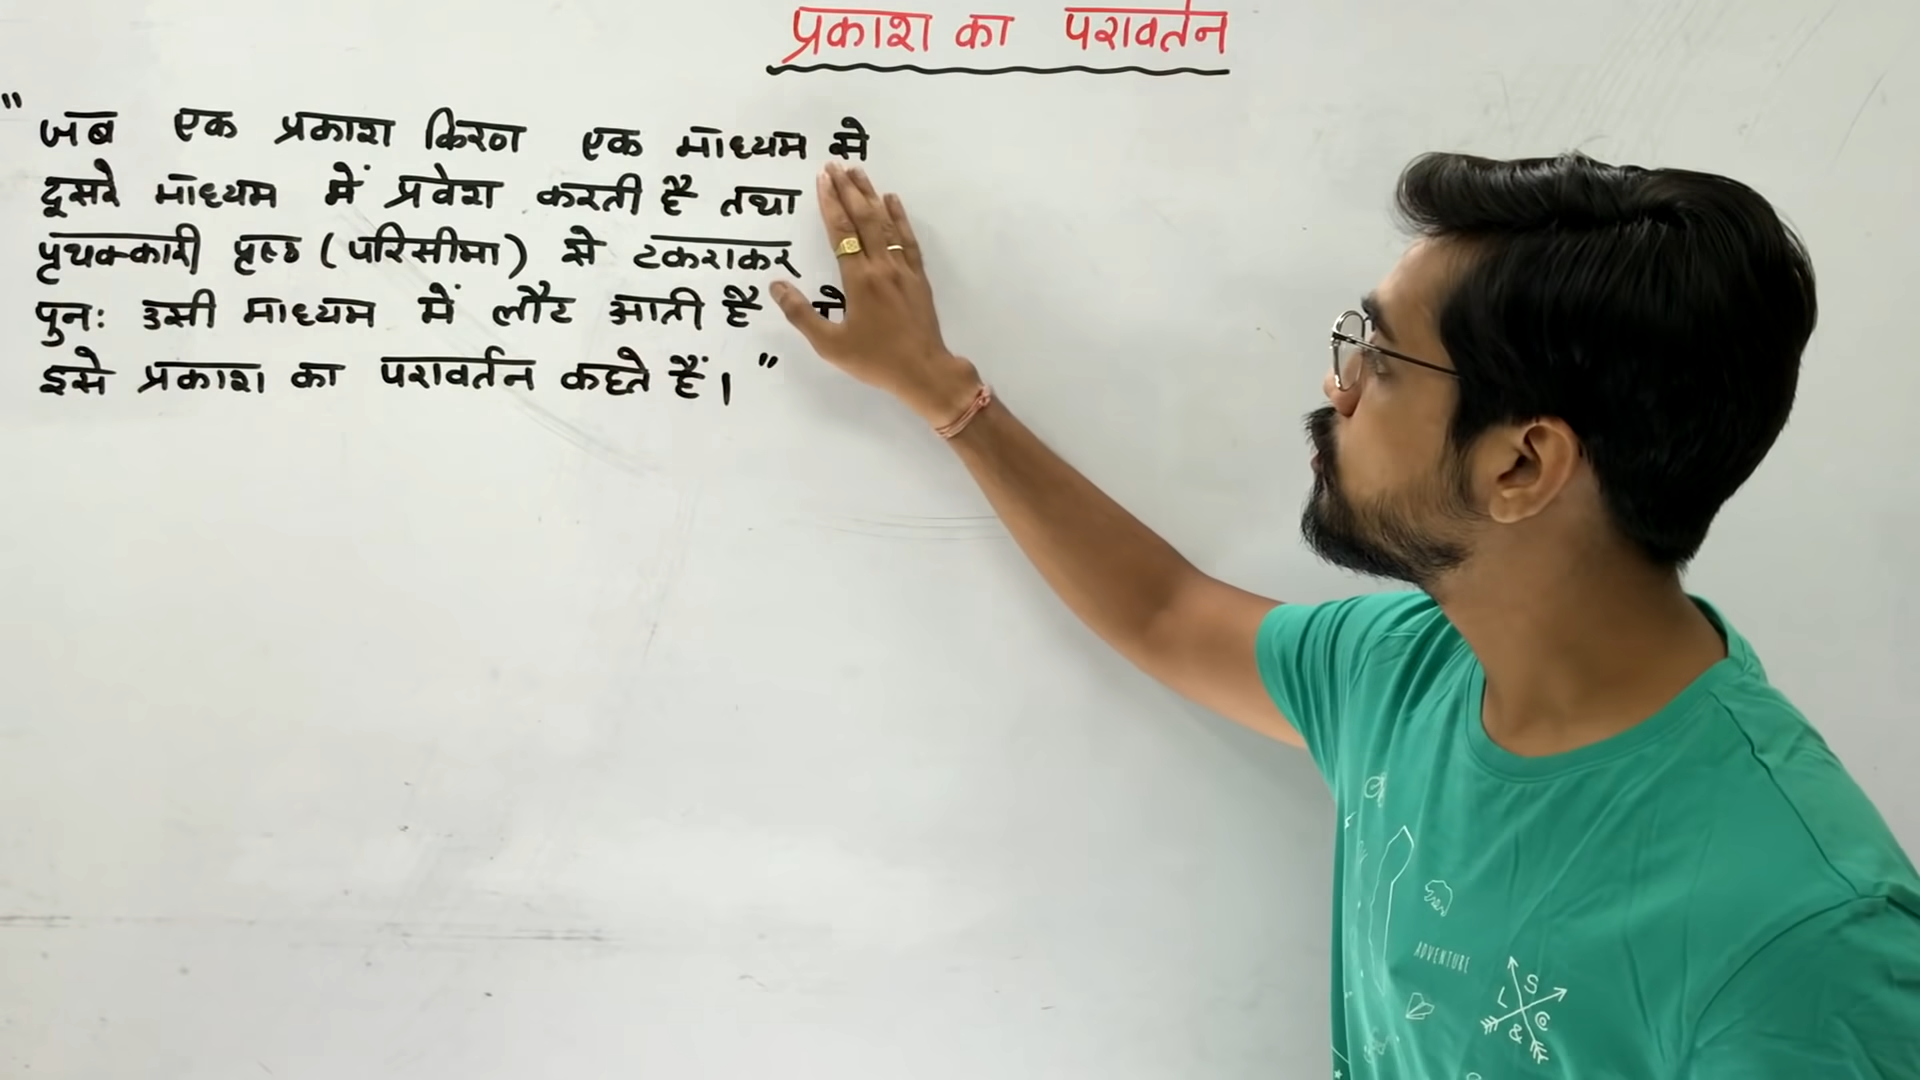 प्रकाश का परावर्तन
" जब एक प्रकाश किरण एक माध्यम से
दूसरे माध्यम में प्रवेश करती है तथा
पृथक्कारी पृष्ठ (परिसीमा) से टकराकर
पुनः उसी माध्यम में लौट आती है
इसे प्रकाश का परावर्तन कहते हैं। "
ADVENTURE
S
L
&